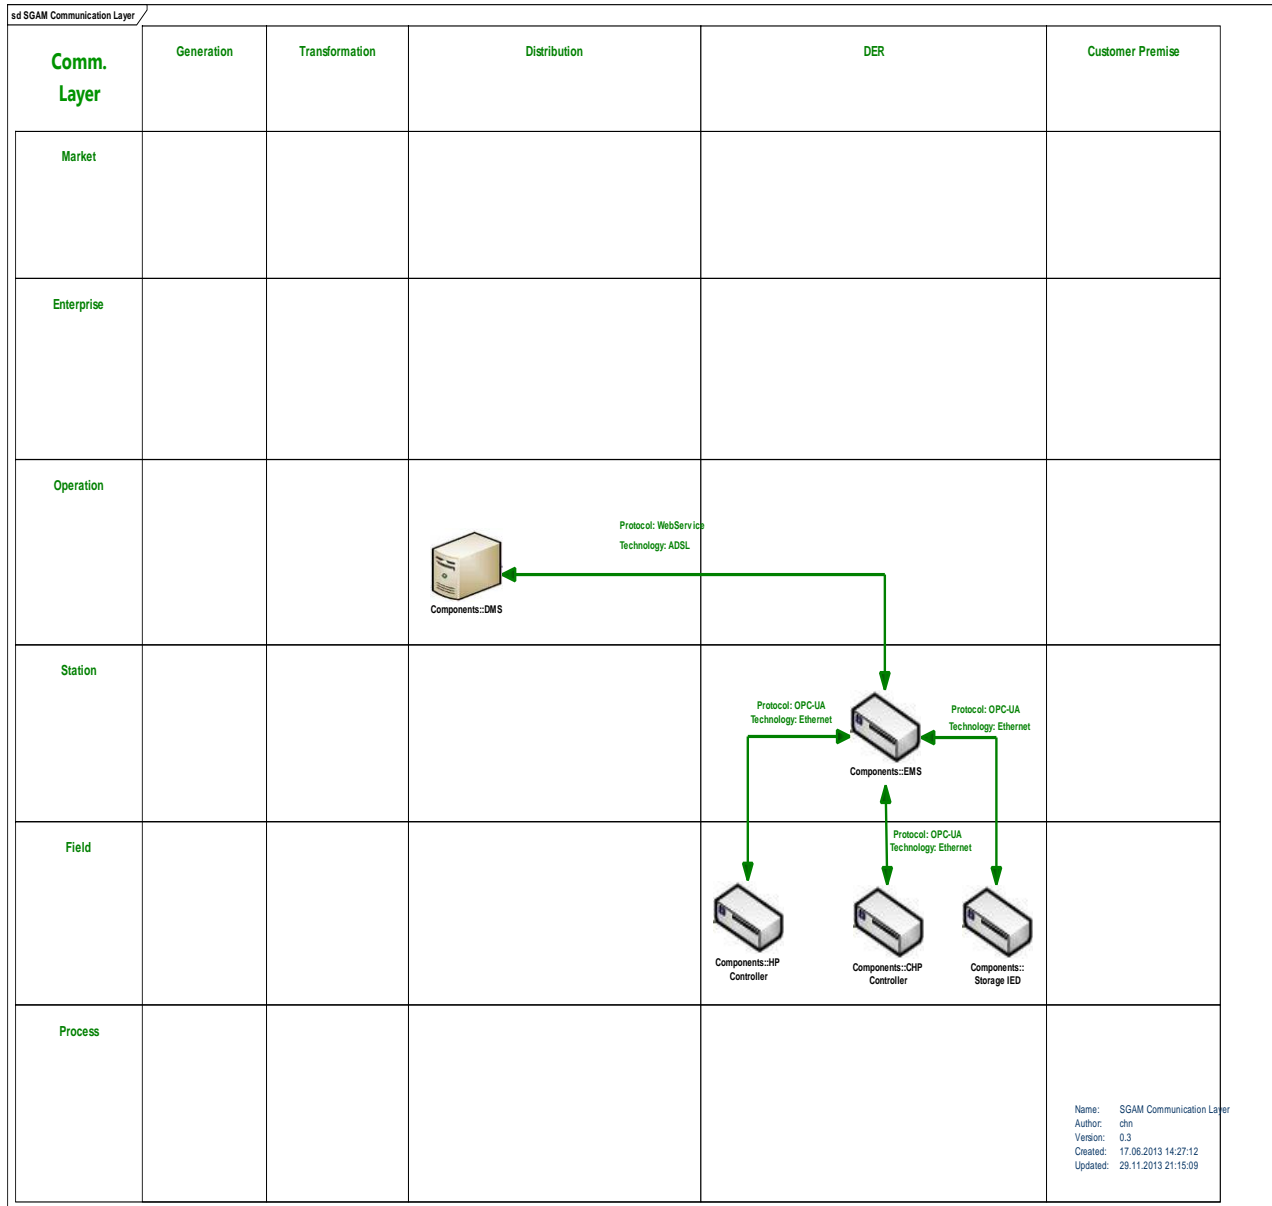 sd SGAM Communication Layer
Comm.
Layer
Generation
Transformation
Distribution
DER
Customer Premise
Market
Enterprise
Operation
Protocol: WebService
Technology: ADSL
Components::DMS
Station
Protocol: OPC-UA
Technology: Ethernet
Protocol: OPC-UA
Technology: Ethernet
Components::EMS
Field
Protocol: OPC-UA
Technology: Ethernet
Components::HP
Controller
Components::CHP
Controller
Components::
Storage IED
Process
Name: SGAM Communication Layer
Author: chn
Version: 0.3
Created: 17.06.2013 14:27:12
Updated: 29.11.2013 21:15:09